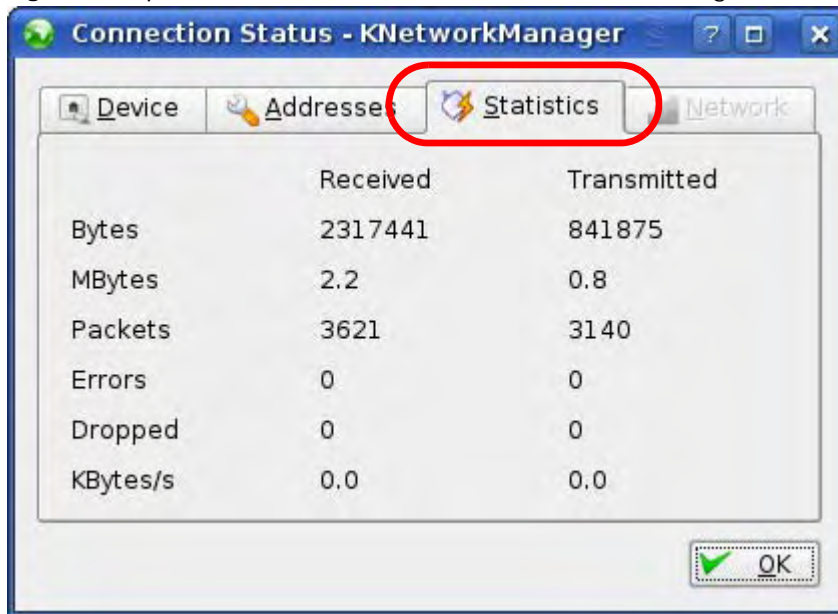 Connection Status - KNetworkManager
Device Addresses Statistics Network
Received Transmitted
Bytes 2317441 841875
MBytes 2.2 0.8
Packets 3621 3140
Errors 0 0
Dropped 0 0
KBytes/s 0.0 0.0
OK